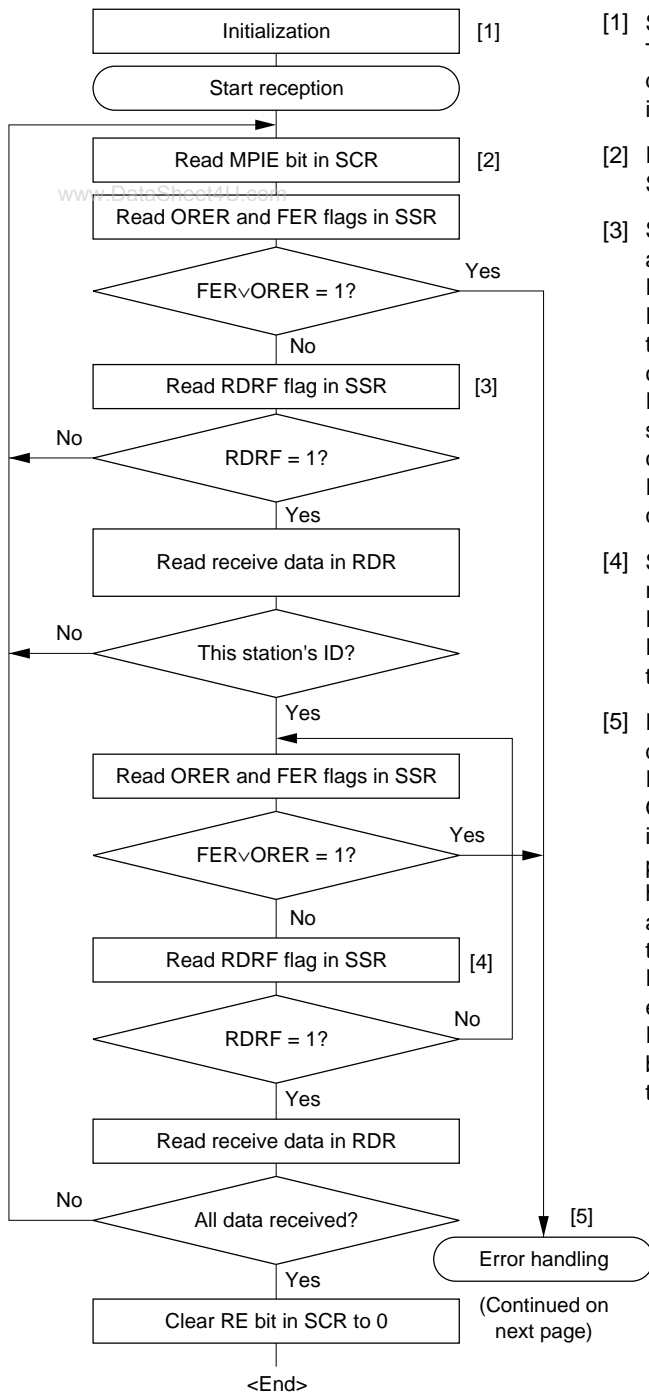 Initialization [1]
Start reception
Read MPIE bit in SCR [2]
www.DataSheet4U.com
Read ORER and FER flags in SSR
FER∨ORER = 1?
Yes
No
Read RDRF flag in SSR [3]
RDRF = 1?
No
Yes
Read receive data in RDR
This station's ID?
No
Yes
Read ORER and FER flags in SSR
FER∨ORER = 1?
Yes
No
Read RDRF flag in SSR [4]
RDRF = 1?
No
Yes
Read receive data in RDR
All data received?
No
Yes
[5]
Error handling
(Continued on
next page)
Clear RE bit in SCR to 0
<End>
[1]
[2]
[3]
[4]
[5]